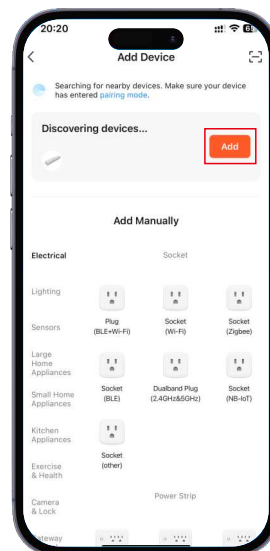 20:20
Add Device
Searching for nearby devices. Make sure your device
has entered pairing mode.
Discovering devices...
Add
Add Manually
Electrical
Socket
Lighting
Sensors
Plug
(BLE+Wi-Fi)
Socket
(Wi-Fi)
Socket
(Zigbee)
Large
Home
Appliances
Small Home
Appliances
Socket
(BLE)
Dualband Plug
(2.4GHz&5GHz)
Socket
(NB-IoT)
Kitchen
Appliances
Socket
(other)
Exercise
& Health
Camera
& Lock
Power Strip